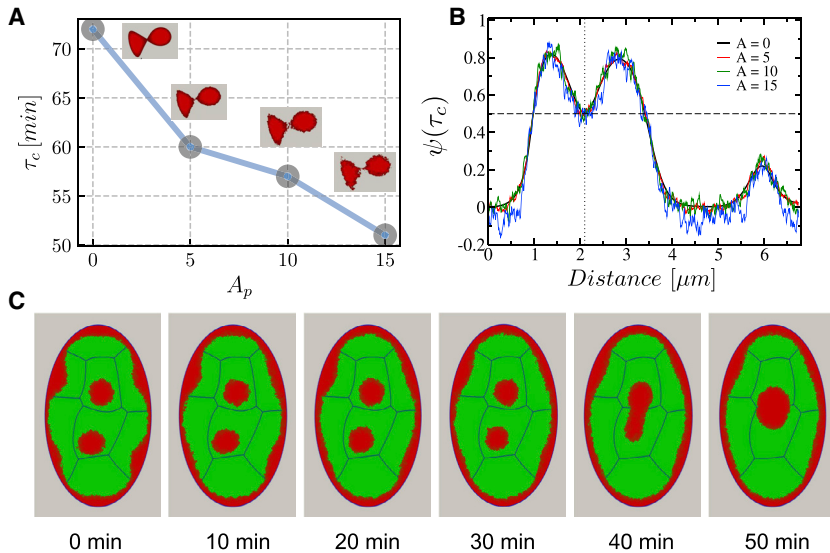 A
B
70
65
60
55
50
τc [min]
0 5 10 15
Ap
1
0.8
0.6
0.4
0.2
0
-0.2
ψ(τc)
A = 0
A = 5
A = 10
A = 15
0 1 2 3 4 5 6
Distance [μm]
C
0 min 10 min 20 min 30 min 40 min 50 min